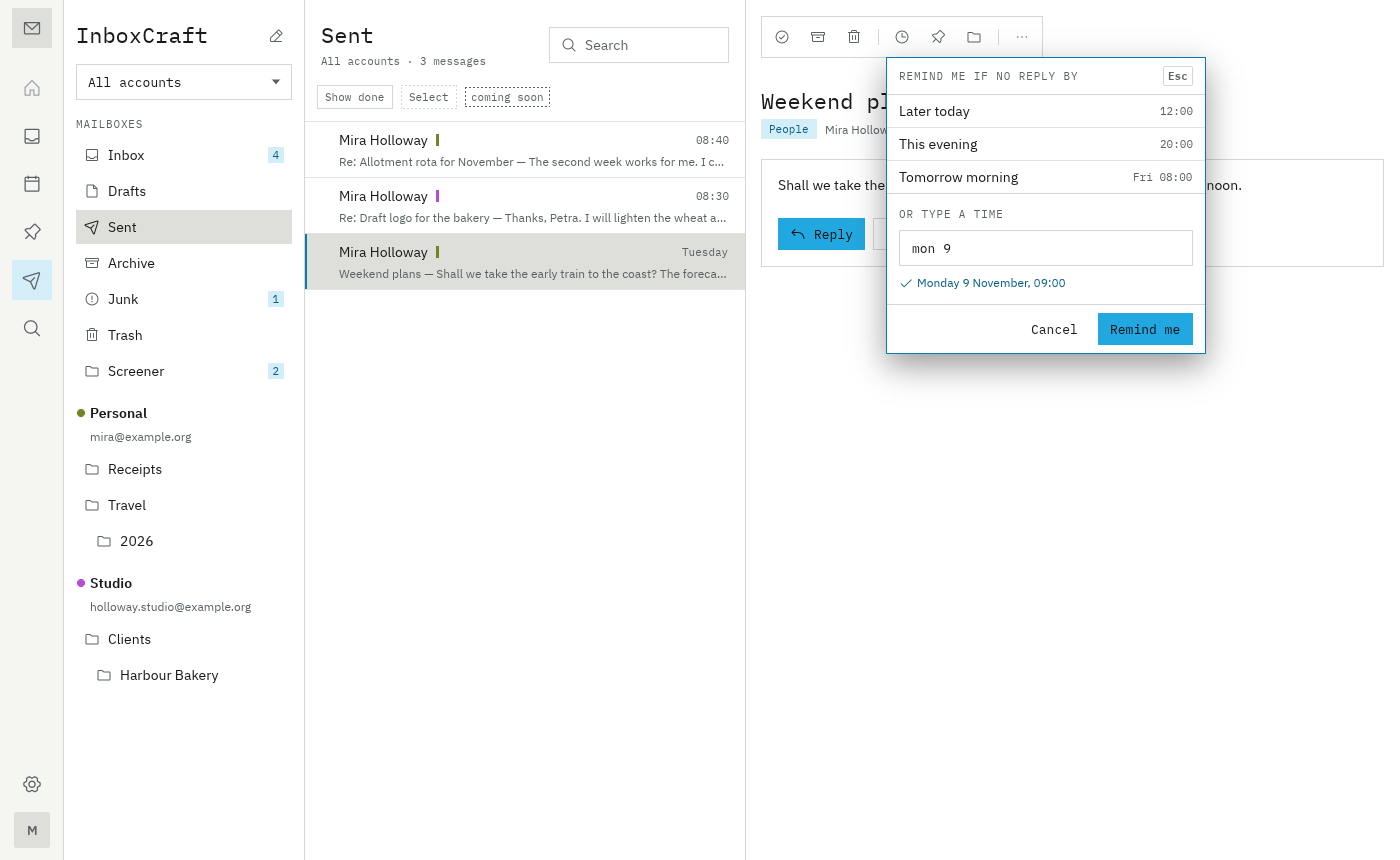 InboxCraft
All accounts
MAILBOXES
Inbox 4
Drafts
Sent
Archive
Junk 1
Trash
Screener 2
Personal
mira@example.org
Receipts
Travel
2026
Studio
holloway.studio@example.org
Clients
Harbour Bakery
M
Sent
All accounts · 3 messages
Search
Show done
Select
coming soon
Mira Holloway 08:40
Re: Allotment rota for November — The second week works for me. I c...
Mira Holloway 08:30
Re: Draft logo for the bakery — Thanks, Petra. I will lighten the wheat a...
Mira Holloway Tuesday
Weekend plans — Shall we take the early train to the coast? The foreca...
Weekend pl
People Mira Hollow
Shall we take the noon.
Reply
REMIND ME IF NO REPLY BY Esc
Later today 12:00
This evening 20:00
Tomorrow morning Fri 08:00
OR TYPE A TIME
mon 9
Monday 9 November, 09:00
Cancel Remind me